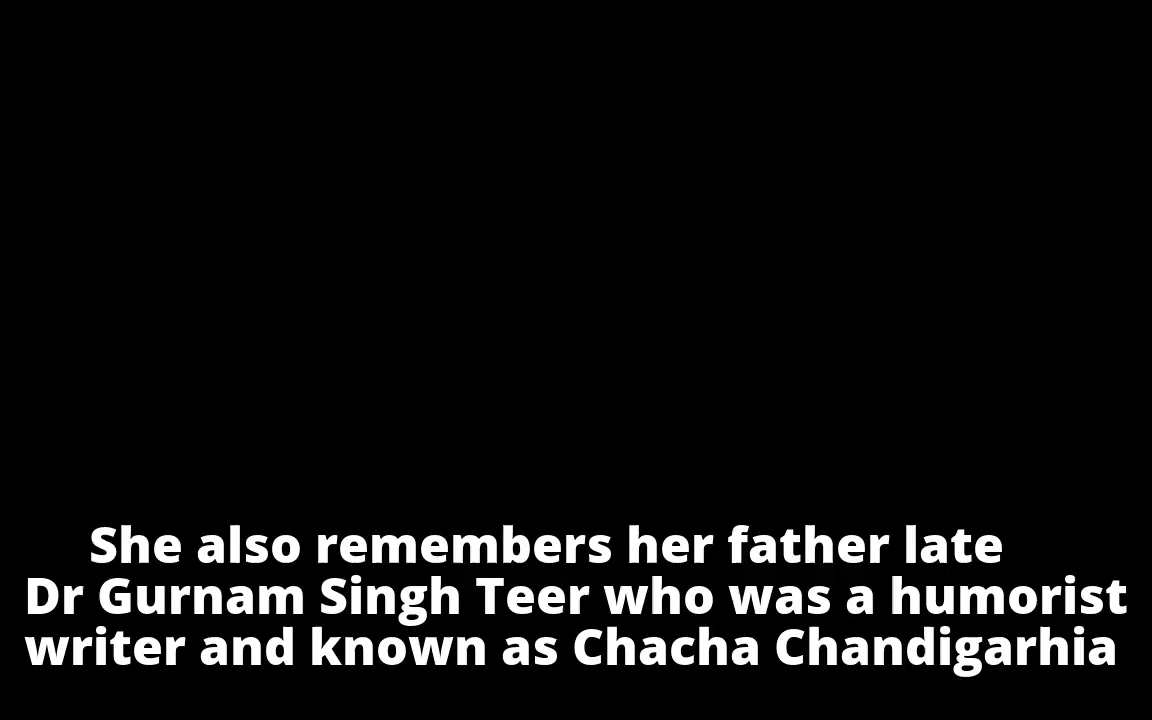 She also remembers her father late
Dr Gurnam Singh Teer who was a humorist
writer and known as Chacha Chandigarhia